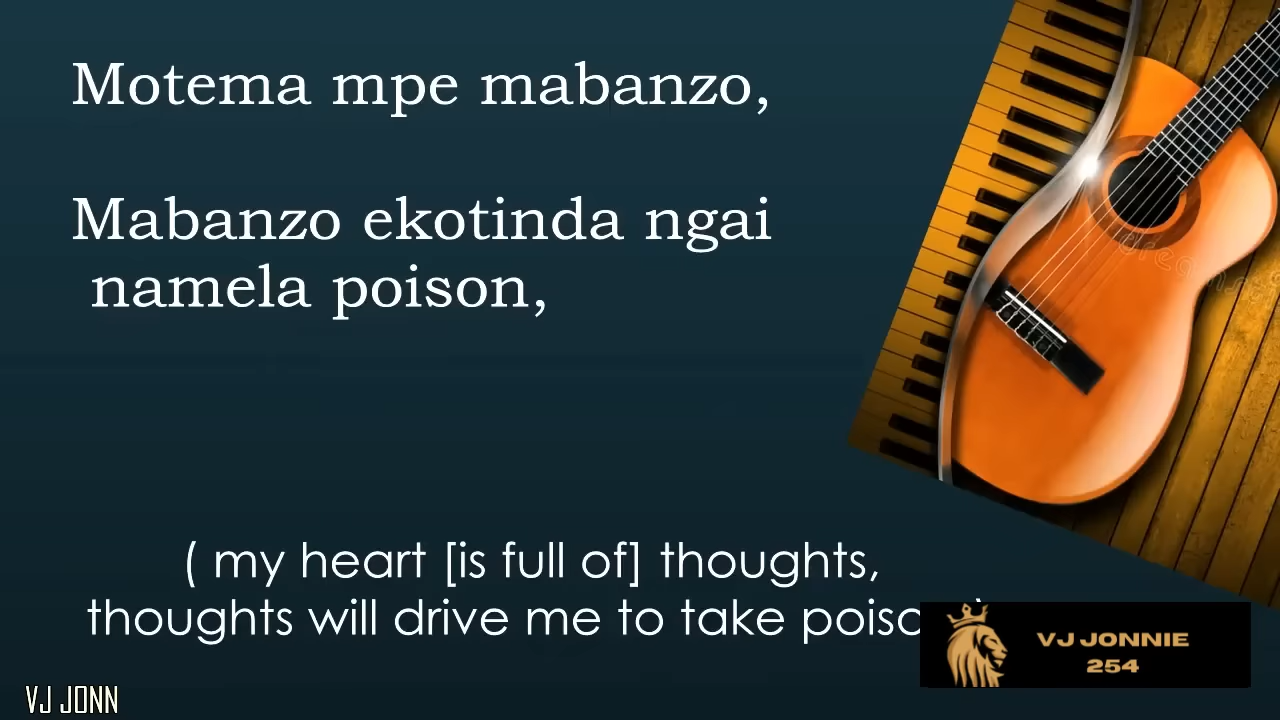 Motema mpe mabanzo,
Mabanzo ekotinda ngai
namela poison,
( my heart [is full of] thoughts,
thoughts will drive me to take
VJ JONNIE
254
VJ JONN